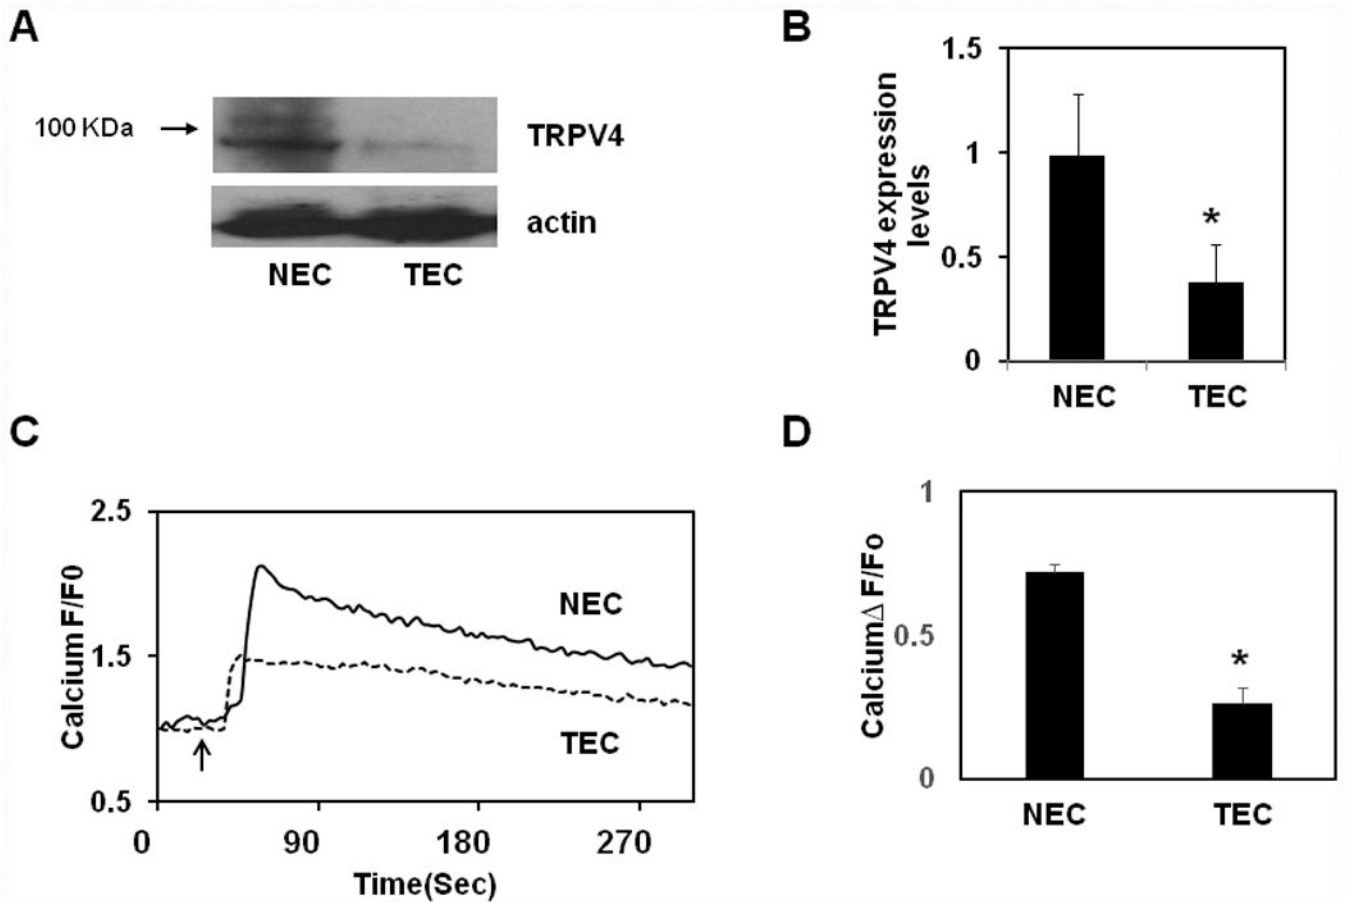 A
100 KDa
TRPV4
actin
NEC TEC
B
1.5
1
0.5
0
TRPV4 expression
levels
*
NEC TEC
C
2.5
1.5
0.5
Calcium F/F0
NEC
TEC
0 90 180 270
Time(Sec)
D
1
0.5
0
Calcium∆ F/Fo
*
NEC TEC